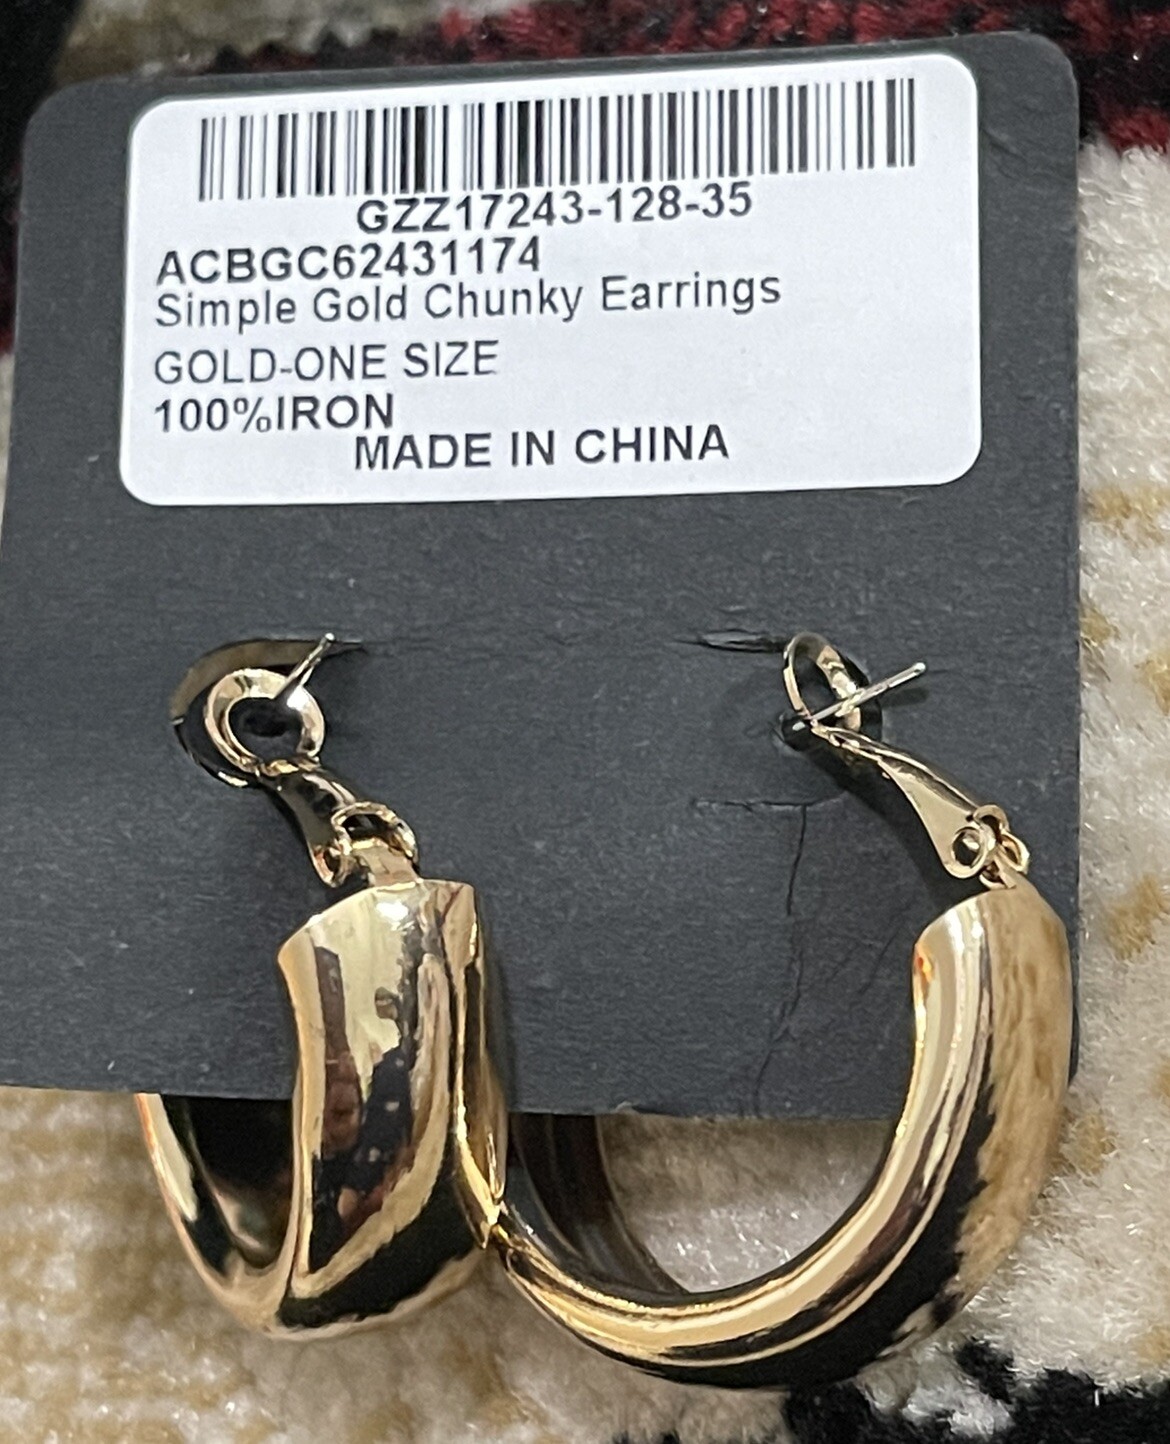 GZZ17243-128-35
ACBGC62431174
Simple Gold Chunky Earrings
GOLD-ONE SIZE
100%IRON
MADE IN CHINA